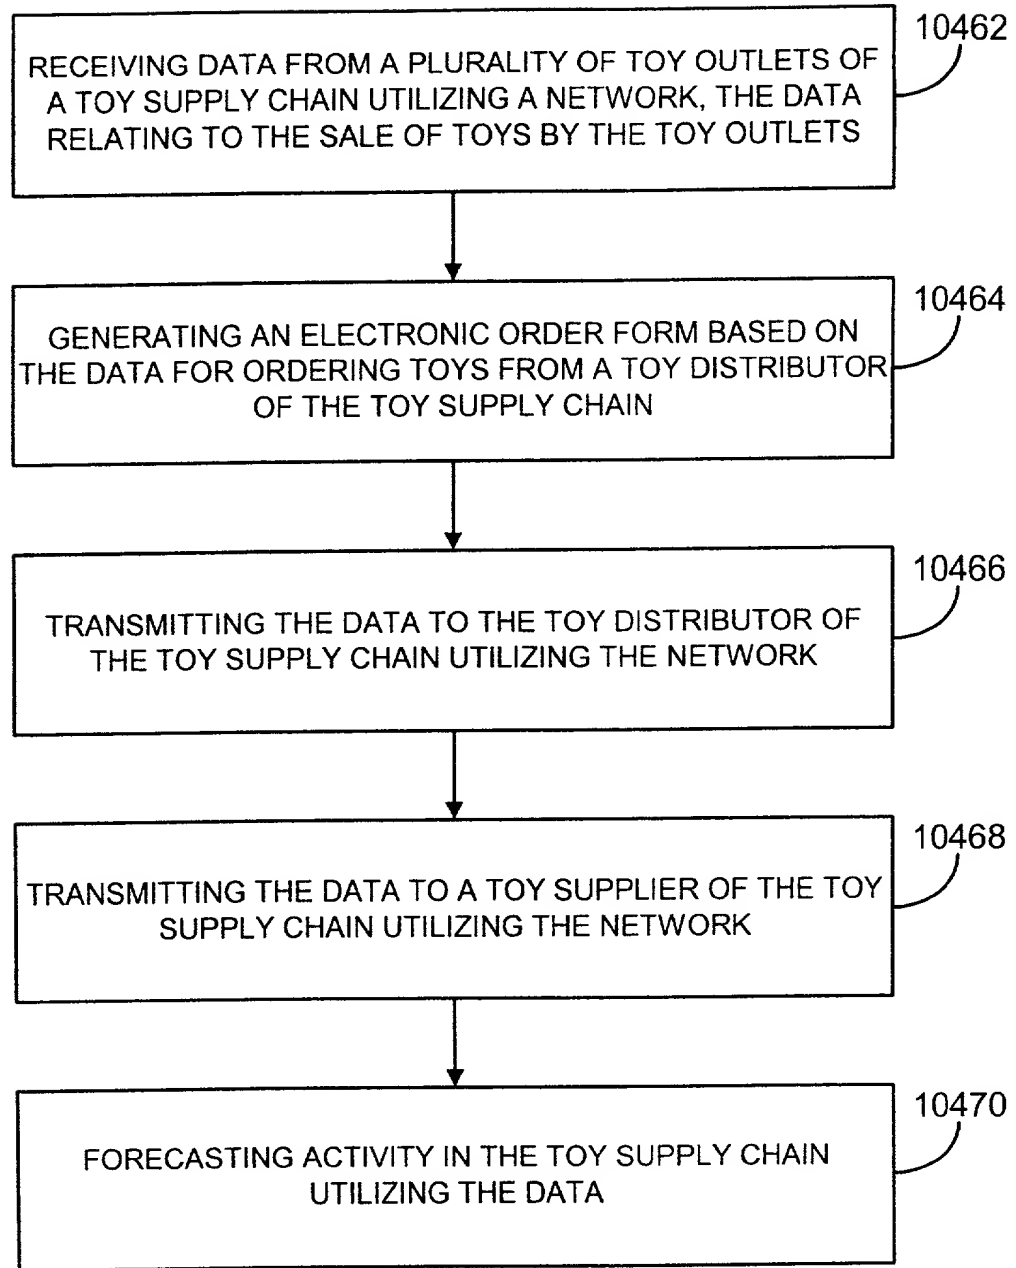 10462
RECEIVING DATA FROM A PLURALITY OF TOY OUTLETS OF
A TOY SUPPLY CHAIN UTILIZING A NETWORK, THE DATA
RELATING TO THE SALE OF TOYS BY THE TOY OUTLETS
10464
GENERATING AN ELECTRONIC ORDER FORM BASED ON
THE DATA FOR ORDERING TOYS FROM A TOY DISTRIBUTOR
OF THE TOY SUPPLY CHAIN
10466
TRANSMITTING THE DATA TO THE TOY DISTRIBUTOR OF
THE TOY SUPPLY CHAIN UTILIZING THE NETWORK
10468
TRANSMITTING THE DATA TO A TOY SUPPLIER OF THE TOY
SUPPLY CHAIN UTILIZING THE NETWORK
10470
FORECASTING ACTIVITY IN THE TOY SUPPLY CHAIN
UTILIZING THE DATA